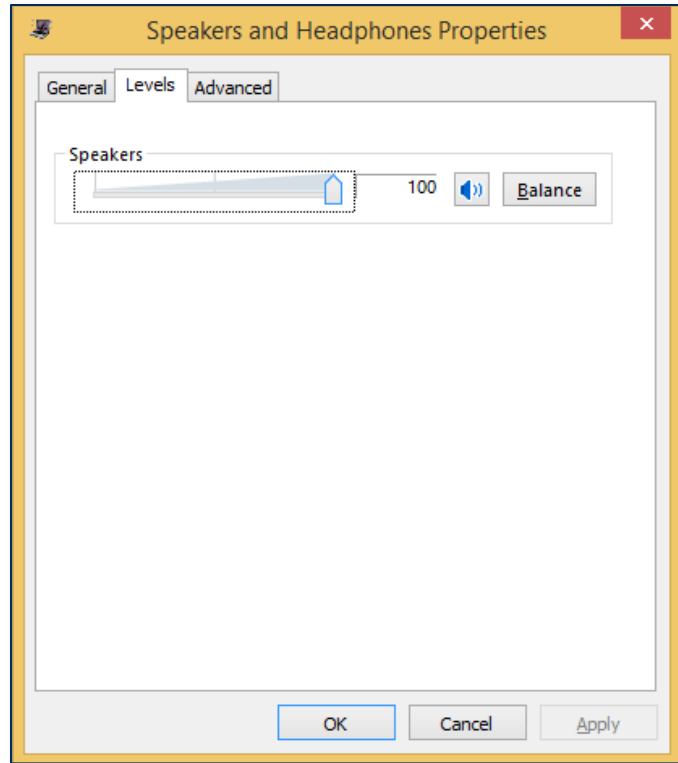 Speakers and Headphones Properties
General Levels Advanced
Speakers
100 Balance
OK Cancel Apply